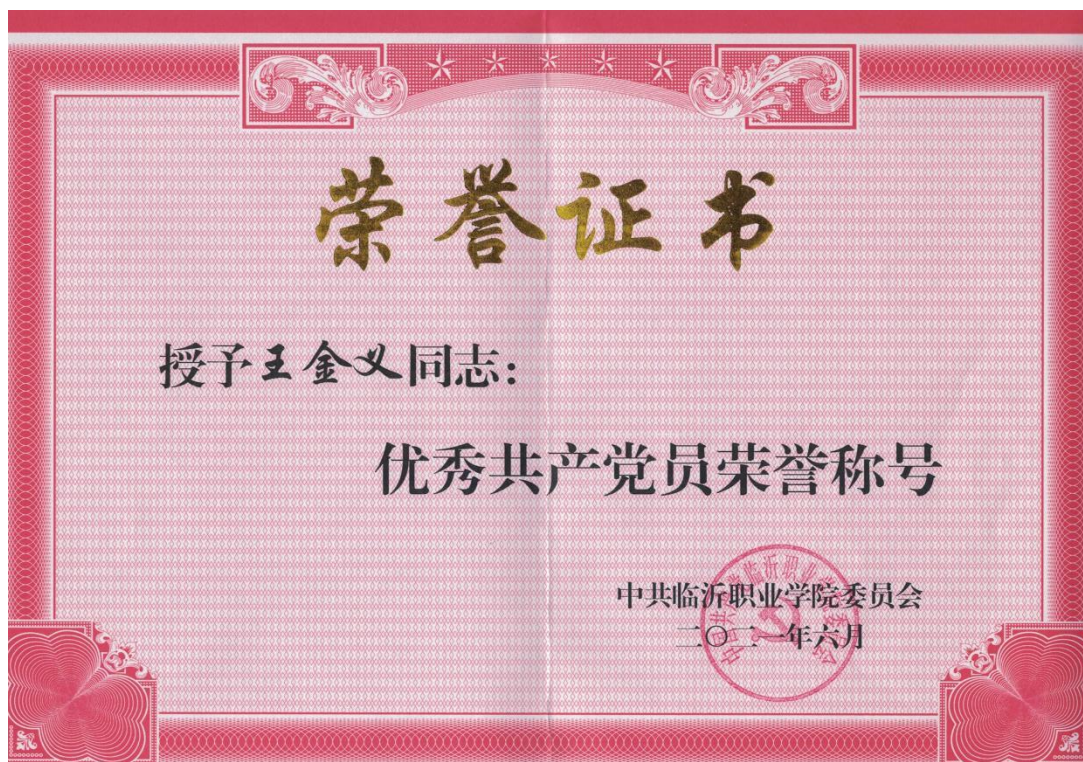 荣誉证书
授予王金义同志：
优秀共产党员荣誉称号
中共临沂职业学院委员会
二〇二一年六月